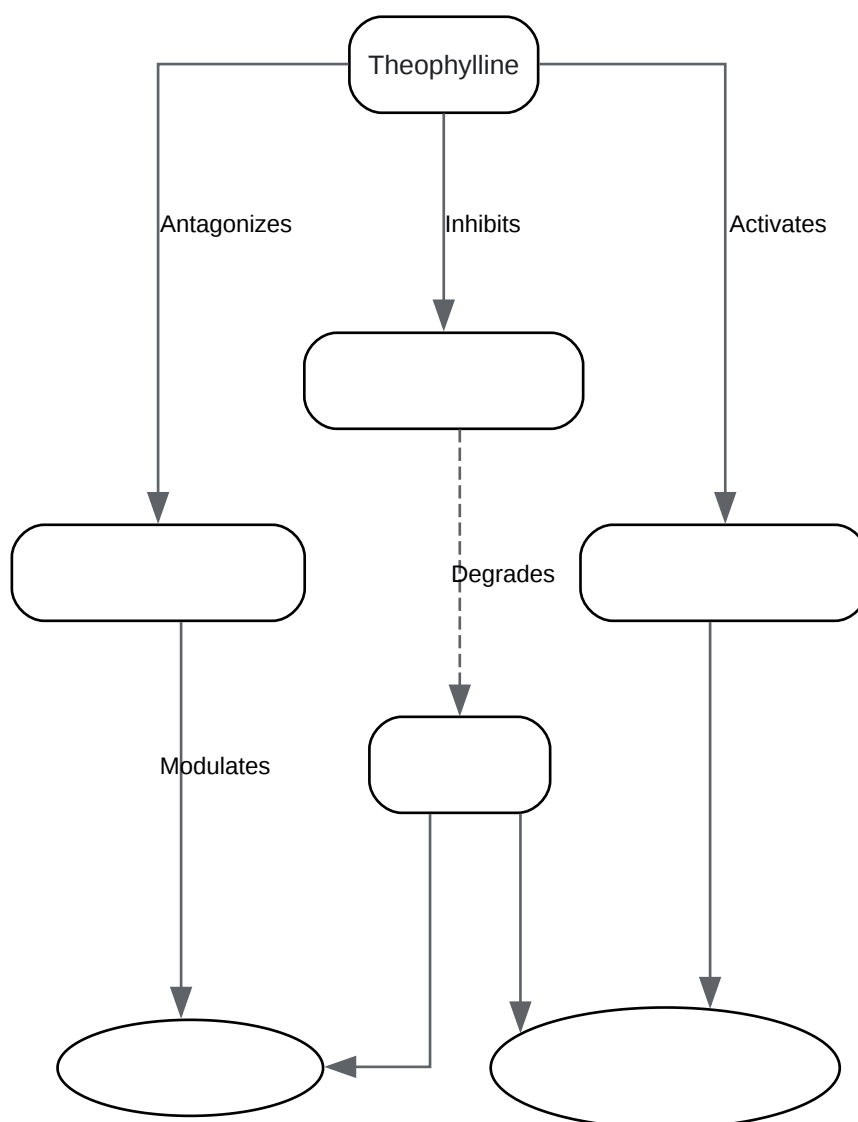 Theophylline
Antagonizes
Inhibits
Activates
Degrades
Modulates